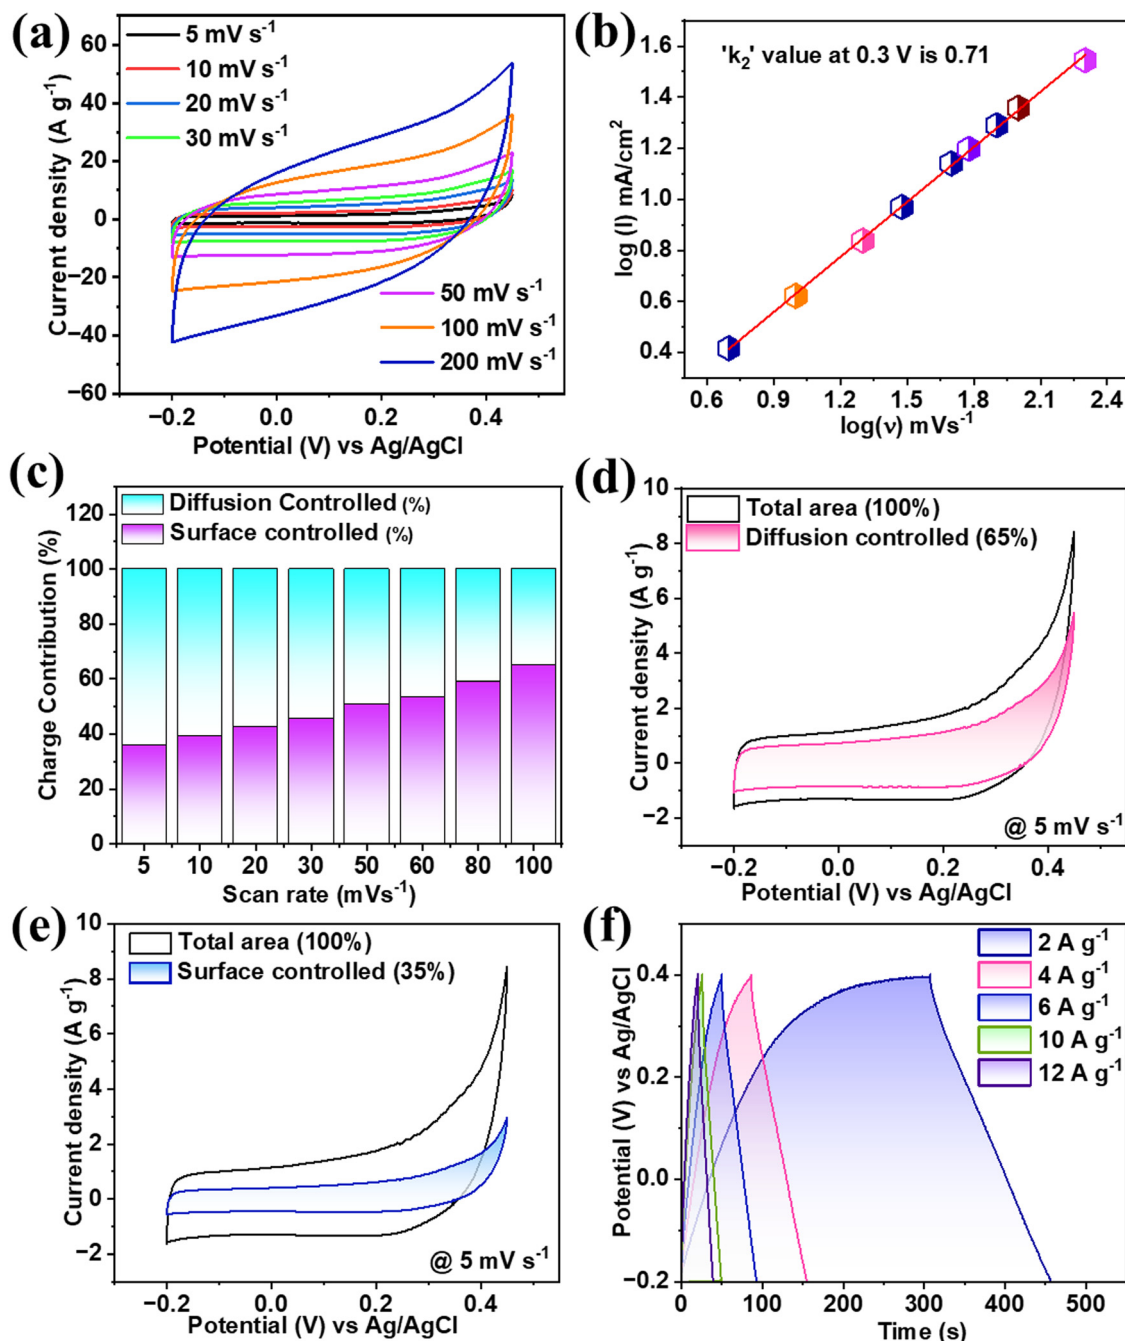 (a)
60
40
20
0
−20
−40
−60
Current density (A g⁻¹)
5 mV s⁻¹
10 mV s⁻¹
20 mV s⁻¹
30 mV s⁻¹
50 mV s⁻¹
100 mV s⁻¹
200 mV s⁻¹
−0.2 0.0 0.2 0.4
Potential (V) vs Ag/AgCl
(b)
'k₂' value at 0.3 V is 0.71
1.6
1.4
1.2
1.0
0.8
0.6
0.4
log (I) mA/cm²
0.6 0.9 1.2 1.5 1.8 2.1 2.4
log(ν) mVs⁻¹
(c)
Diffusion Controlled (%)
Surface controlled (%)
120
100
80
60
40
20
0
Charge Contribution (%)
5 10 20 30 50 60 80 100
Scan rate (mVs⁻¹)
(d)
Total area (100%)
Diffusion controlled (65%)
10
8
6
4
2
0
−2
Current density (A g⁻¹)
@ 5 mV s⁻¹
−0.2 0.0 0.2 0.4
Potential (V) vs Ag/AgCl
(e)
Total area (100%)
Surface controlled (35%)
10
8
6
4
2
0
−2
Current density (A g⁻¹)
@ 5 mV s⁻¹
−0.2 0.0 0.2 0.4
Potential (V) vs Ag/AgCl
(f)
2 A g⁻¹
4 A g⁻¹
6 A g⁻¹
10 A g⁻¹
12 A g⁻¹
0.4
0.2
0.0
−0.2
Potential (V) vs Ag/AgCl
0 100 200 300 400 500
Time (s)